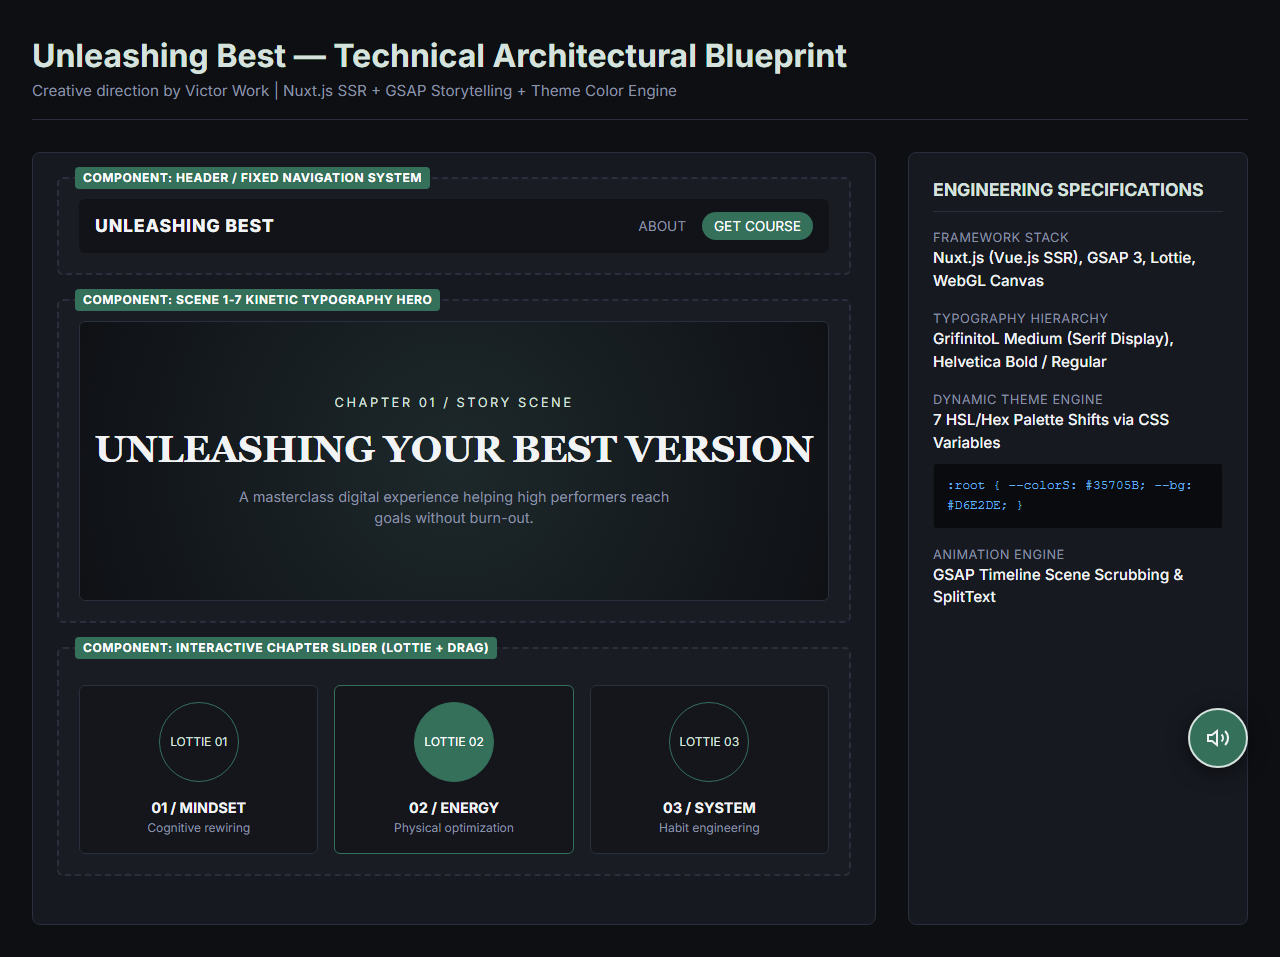 Unleashing Best — Technical Architectural Blueprint
Creative direction by Victor Work | Nuxt.js SSR + GSAP Storytelling + Theme Color Engine
COMPONENT: HEADER / FIXED NAVIGATION SYSTEM
UNLEASHING BEST
ABOUT
GET COURSE
COMPONENT: SCENE 1-7 KINETIC TYPOGRAPHY HERO
CHAPTER 01 / STORY SCENE
UNLEASHING YOUR BEST VERSION
A masterclass digital experience helping high performers reach
goals without burn-out.
COMPONENT: INTERACTIVE CHAPTER SLIDER (LOTTIE + DRAG)
LOTTIE 01
01 / MINDSET
Cognitive rewiring
LOTTIE 02
02 / ENERGY
Physical optimization
LOTTIE 03
03 / SYSTEM
Habit engineering
ENGINEERING SPECIFICATIONS
FRAMEWORK STACK
Nuxt.js (Vue.js SSR), GSAP 3, Lottie,
WebGL Canvas
TYPOGRAPHY HIERARCHY
GrifinitoL Medium (Serif Display),
Helvetica Bold / Regular
DYNAMIC THEME ENGINE
7 HSL/Hex Palette Shifts via CSS
Variables
:root { --colorS: #35705B; --bg:
#D6E2DE; }
ANIMATION ENGINE
GSAP Timeline Scene Scrubbing &
SplitText